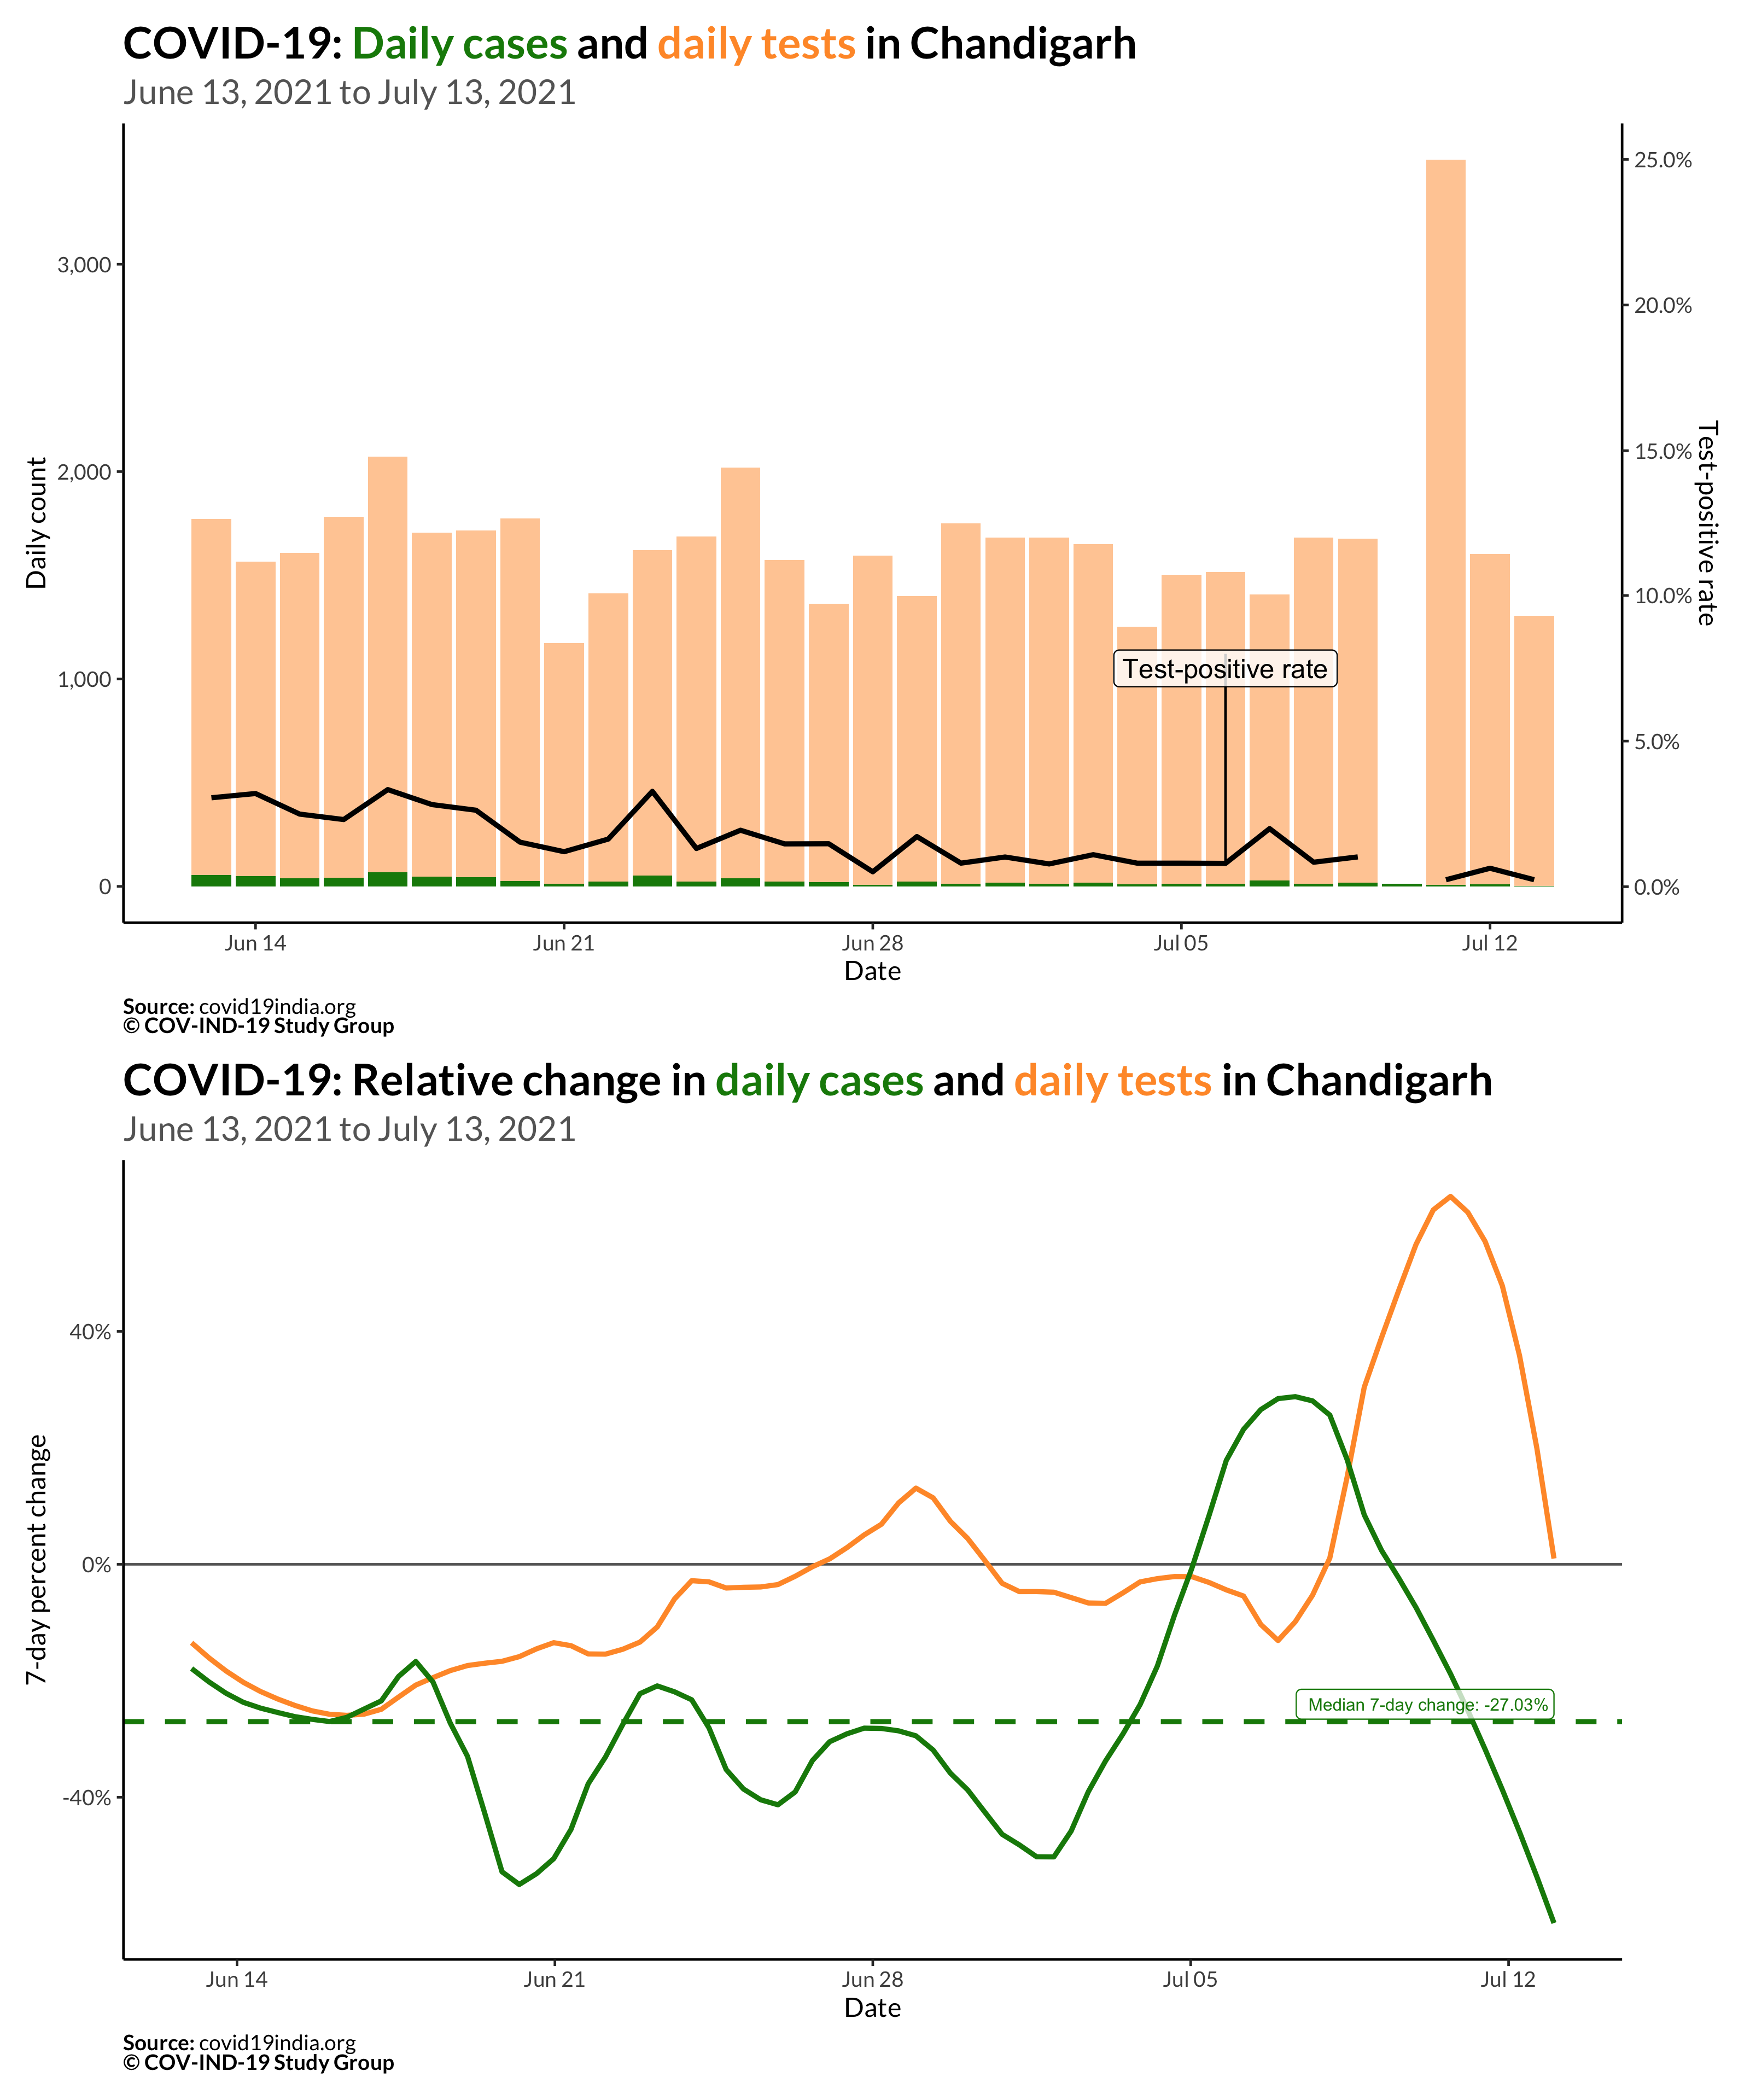 COVID-19: Daily cases and daily tests in Chandigarh
June 13, 2021 to July 13, 2021
3,000
2,000
1,000
0
Daily count
25.0%
20.0%
15.0%
10.0%
5.0%
0.0%
Test-positive rate
Test-positive rate
Jun 14
Jun 21
Jun 28
Jul 05
Jul 12
Date
Source: covid19india.org
© COV-IND-19 Study Group
COVID-19: Relative change in daily cases and daily tests in Chandigarh
June 13, 2021 to July 13, 2021
40%
0%
-40%
7-day percent change
Median 7-day change: -27.03%
Jun 14
Jun 21
Jun 28
Jul 05
Jul 12
Date
Source: covid19india.org
© COV-IND-19 Study Group